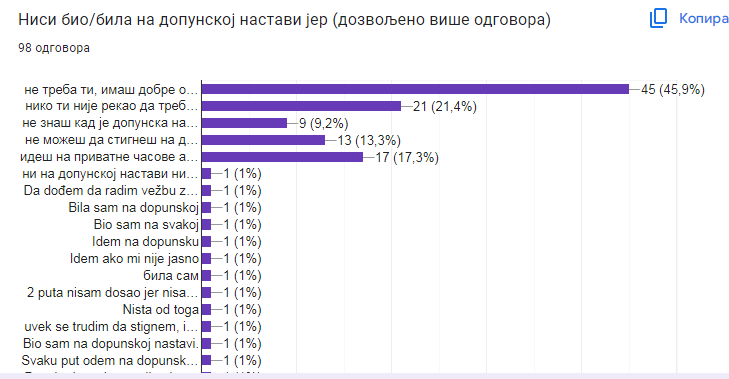 Ниси био/била на допунској настави јер (дозвољено више одговора)
Копира
98 одговора
не треба ти, имаш добре о... 45 (45,9%)
нико ти није рекао да треб... 21 (21,4%)
не знаш кад је допунска на... 9 (9,2%)
не можеш да стигнеш на д... 13 (13,3%)
идеш на приватне часове а... 17 (17,3%)
ни на допунској настави ни... 1 (1%)
Da dođem da radim vežbu z... 1 (1%)
Bila sam na dopunskoj 1 (1%)
Bio sam na svakoj 1 (1%)
Idem na dopunsku 1 (1%)
Idem ako mi nije jasno 1 (1%)
била сам 1 (1%)
2 puta nisam dosao jer nisa... 1 (1%)
Nista od toga 1 (1%)
uvek se trudim da stignem, i... 1 (1%)
Bio sam na dopunskoj nastavi. 1 (1%)
Svaku put odem na dopunsk... 1 (1%)